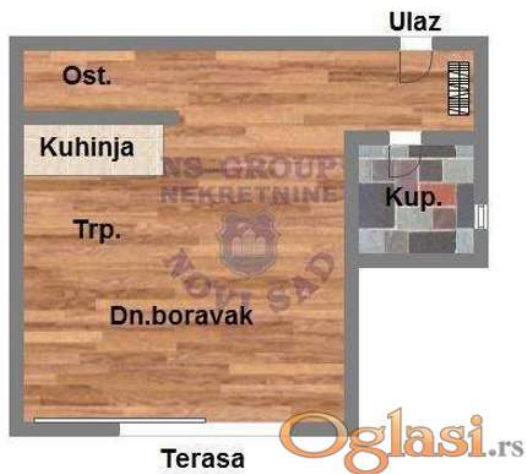 Ulaz
Ost.
Kuhinja
NS-GROUP
NEKRETNINE
Kup.
Trp.
NOVI SAD
Dn.boravak
Terasa
Oglasi.rs